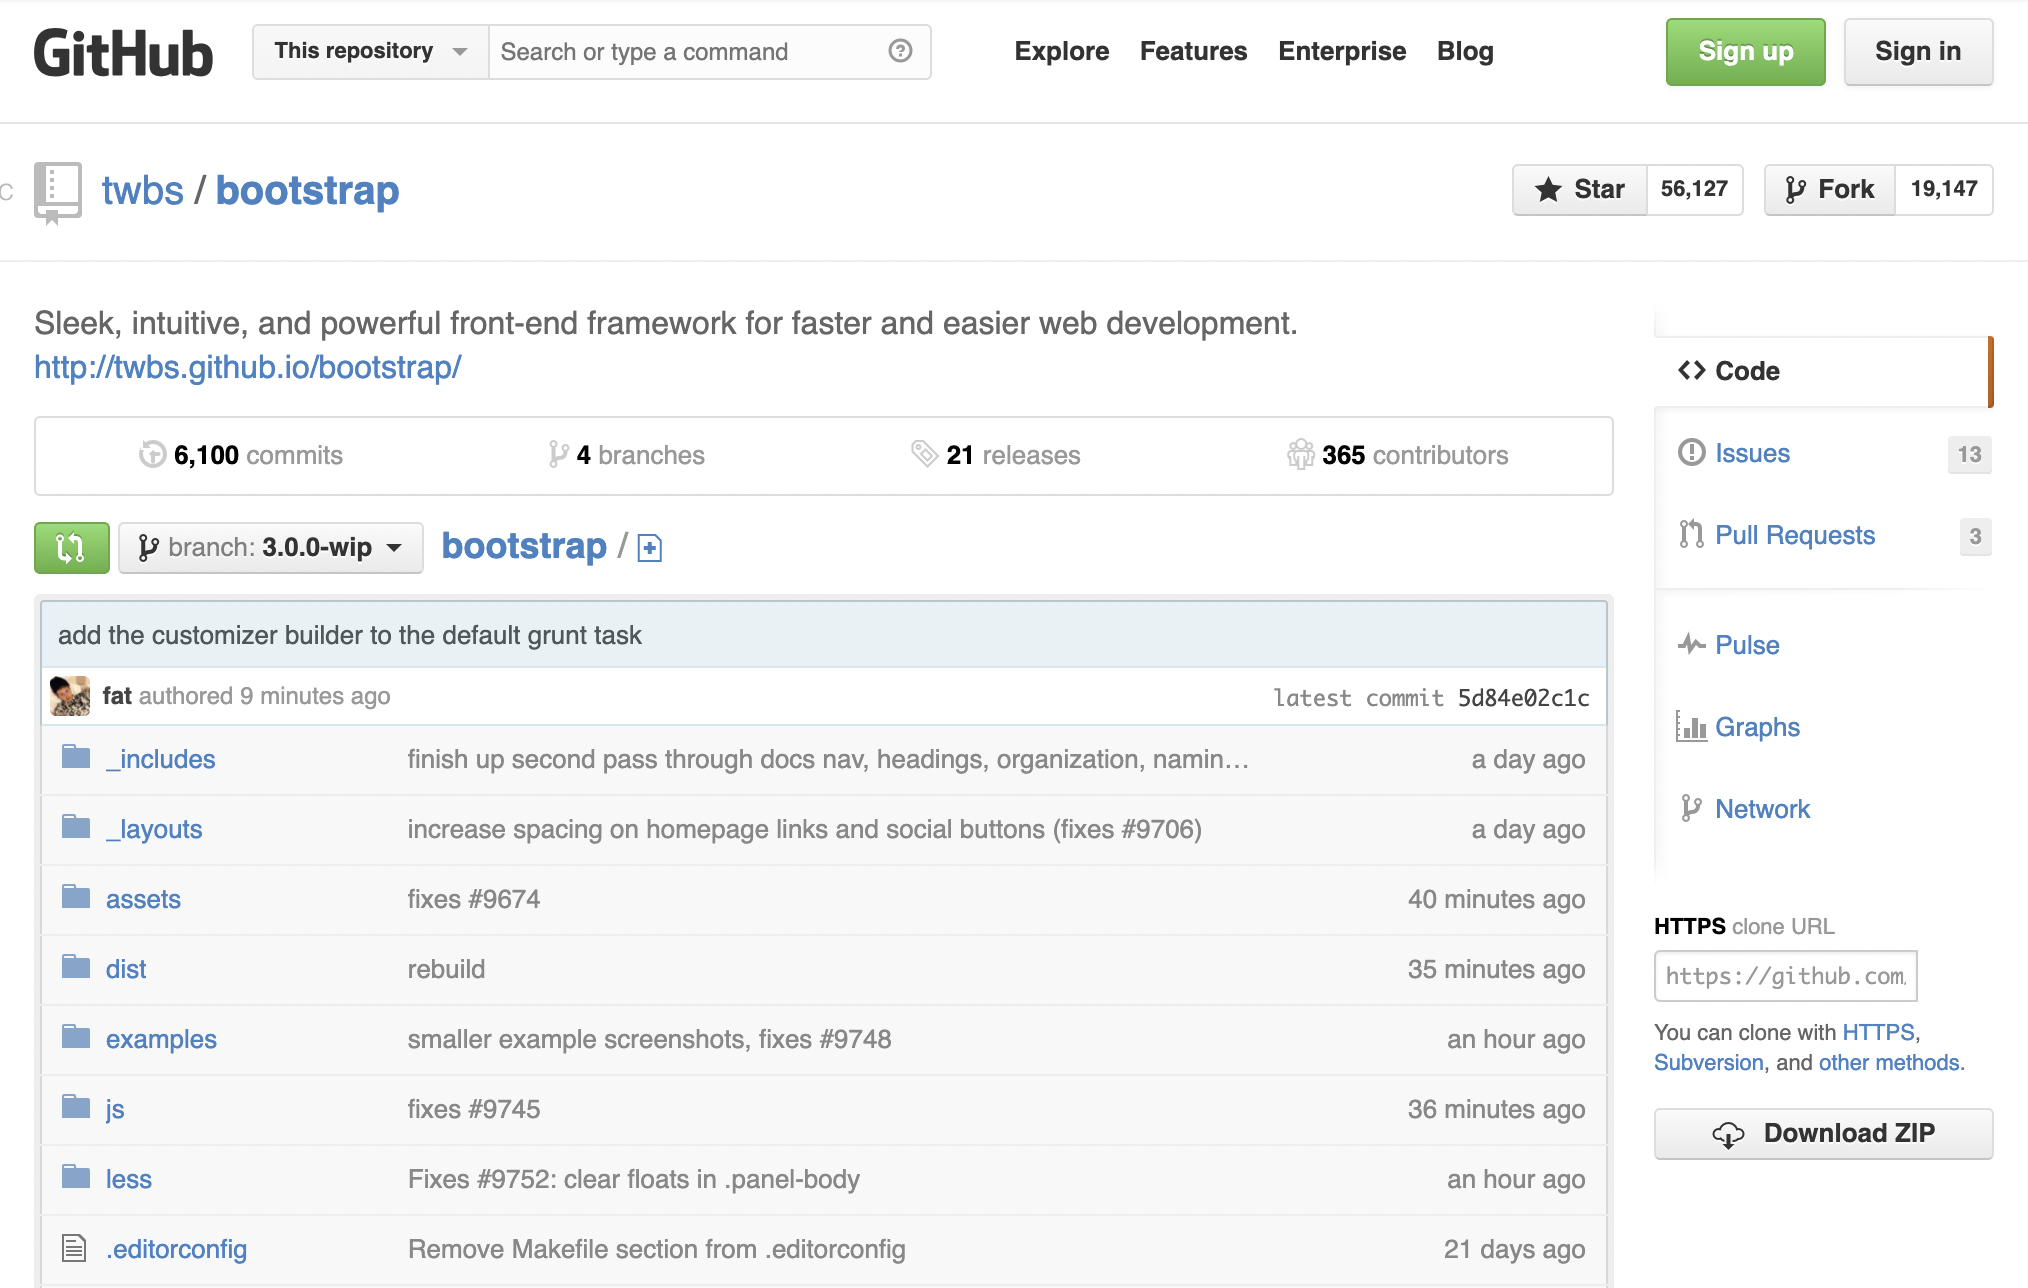 GitHub This repository Search or type a command Explore Features Enterprise Blog Sign up Sign in
twbs / bootstrap Star 56,127 Fork 19,147
Sleek, intuitive, and powerful front-end framework for faster and easier web development.
http://twbs.github.io/bootstrap/
6,100 commits 4 branches 21 releases 365 contributors
branch: 3.0.0-wip bootstrap /
add the customizer builder to the default grunt task
fat authored 9 minutes ago latest commit 5d84e02c1c
_includes finish up second pass through docs nav, headings, organization, namin… a day ago
_layouts increase spacing on homepage links and social buttons (fixes #9706) a day ago
assets fixes #9674 40 minutes ago
dist rebuild 35 minutes ago
examples smaller example screenshots, fixes #9748 an hour ago
js fixes #9745 36 minutes ago
less Fixes #9752: clear floats in .panel-body an hour ago
.editorconfig Remove Makefile section from .editorconfig 21 days ago
Code
Issues 13
Pull Requests 3
Pulse
Graphs
Network
HTTPS clone URL
https://github.com
You can clone with HTTPS,
Subversion, and other methods.
Download ZIP